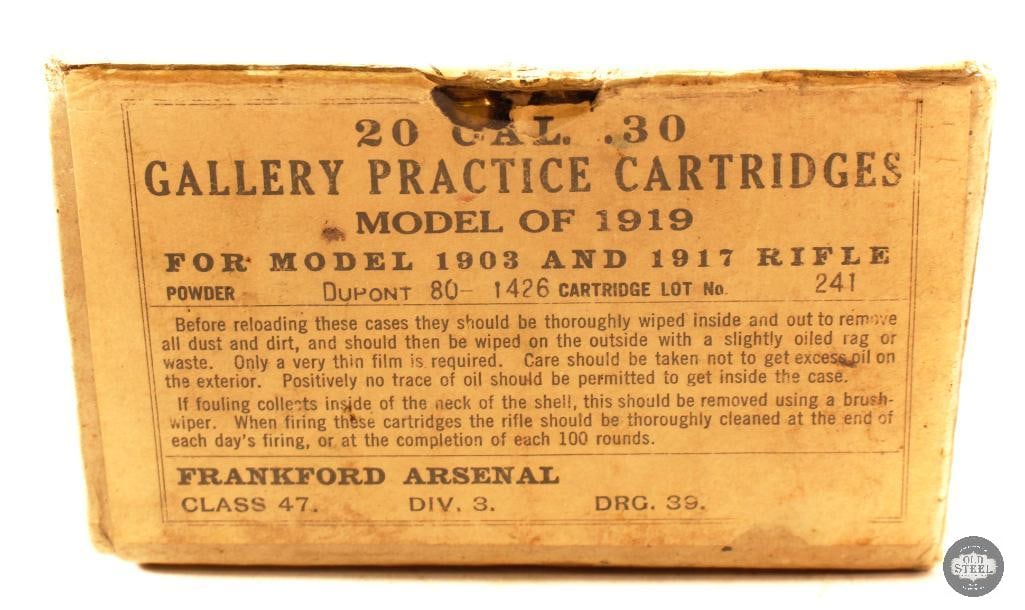 20 CAL. .30
GALLERY PRACTICE CARTRIDGES
MODEL OF 1919
FOR MODEL 1903 AND 1917 RIFLE
POWDER DUPONT 80- 1426 CARTRIDGE LOT No. 241
Before reloading these cases they should be thoroughly wiped inside and out to remove
all dust and dirt, and should then be wiped on the outside with a slightly oiled rag or
waste. Only a very thin film is required. Care should be taken not to get excess oil on
the exterior. Positively no trace of oil should be permitted to get inside the case.
If fouling collects inside of the neck of the shell, this should be removed using a brush-
wiper. When firing these cartridges the rifle should be thoroughly cleaned at the end of
each day's firing, or at the completion of each 100 rounds.
FRANKFORD ARSENAL
CLASS 47. DIV. 3. DRG. 39.
OLD
STEEL